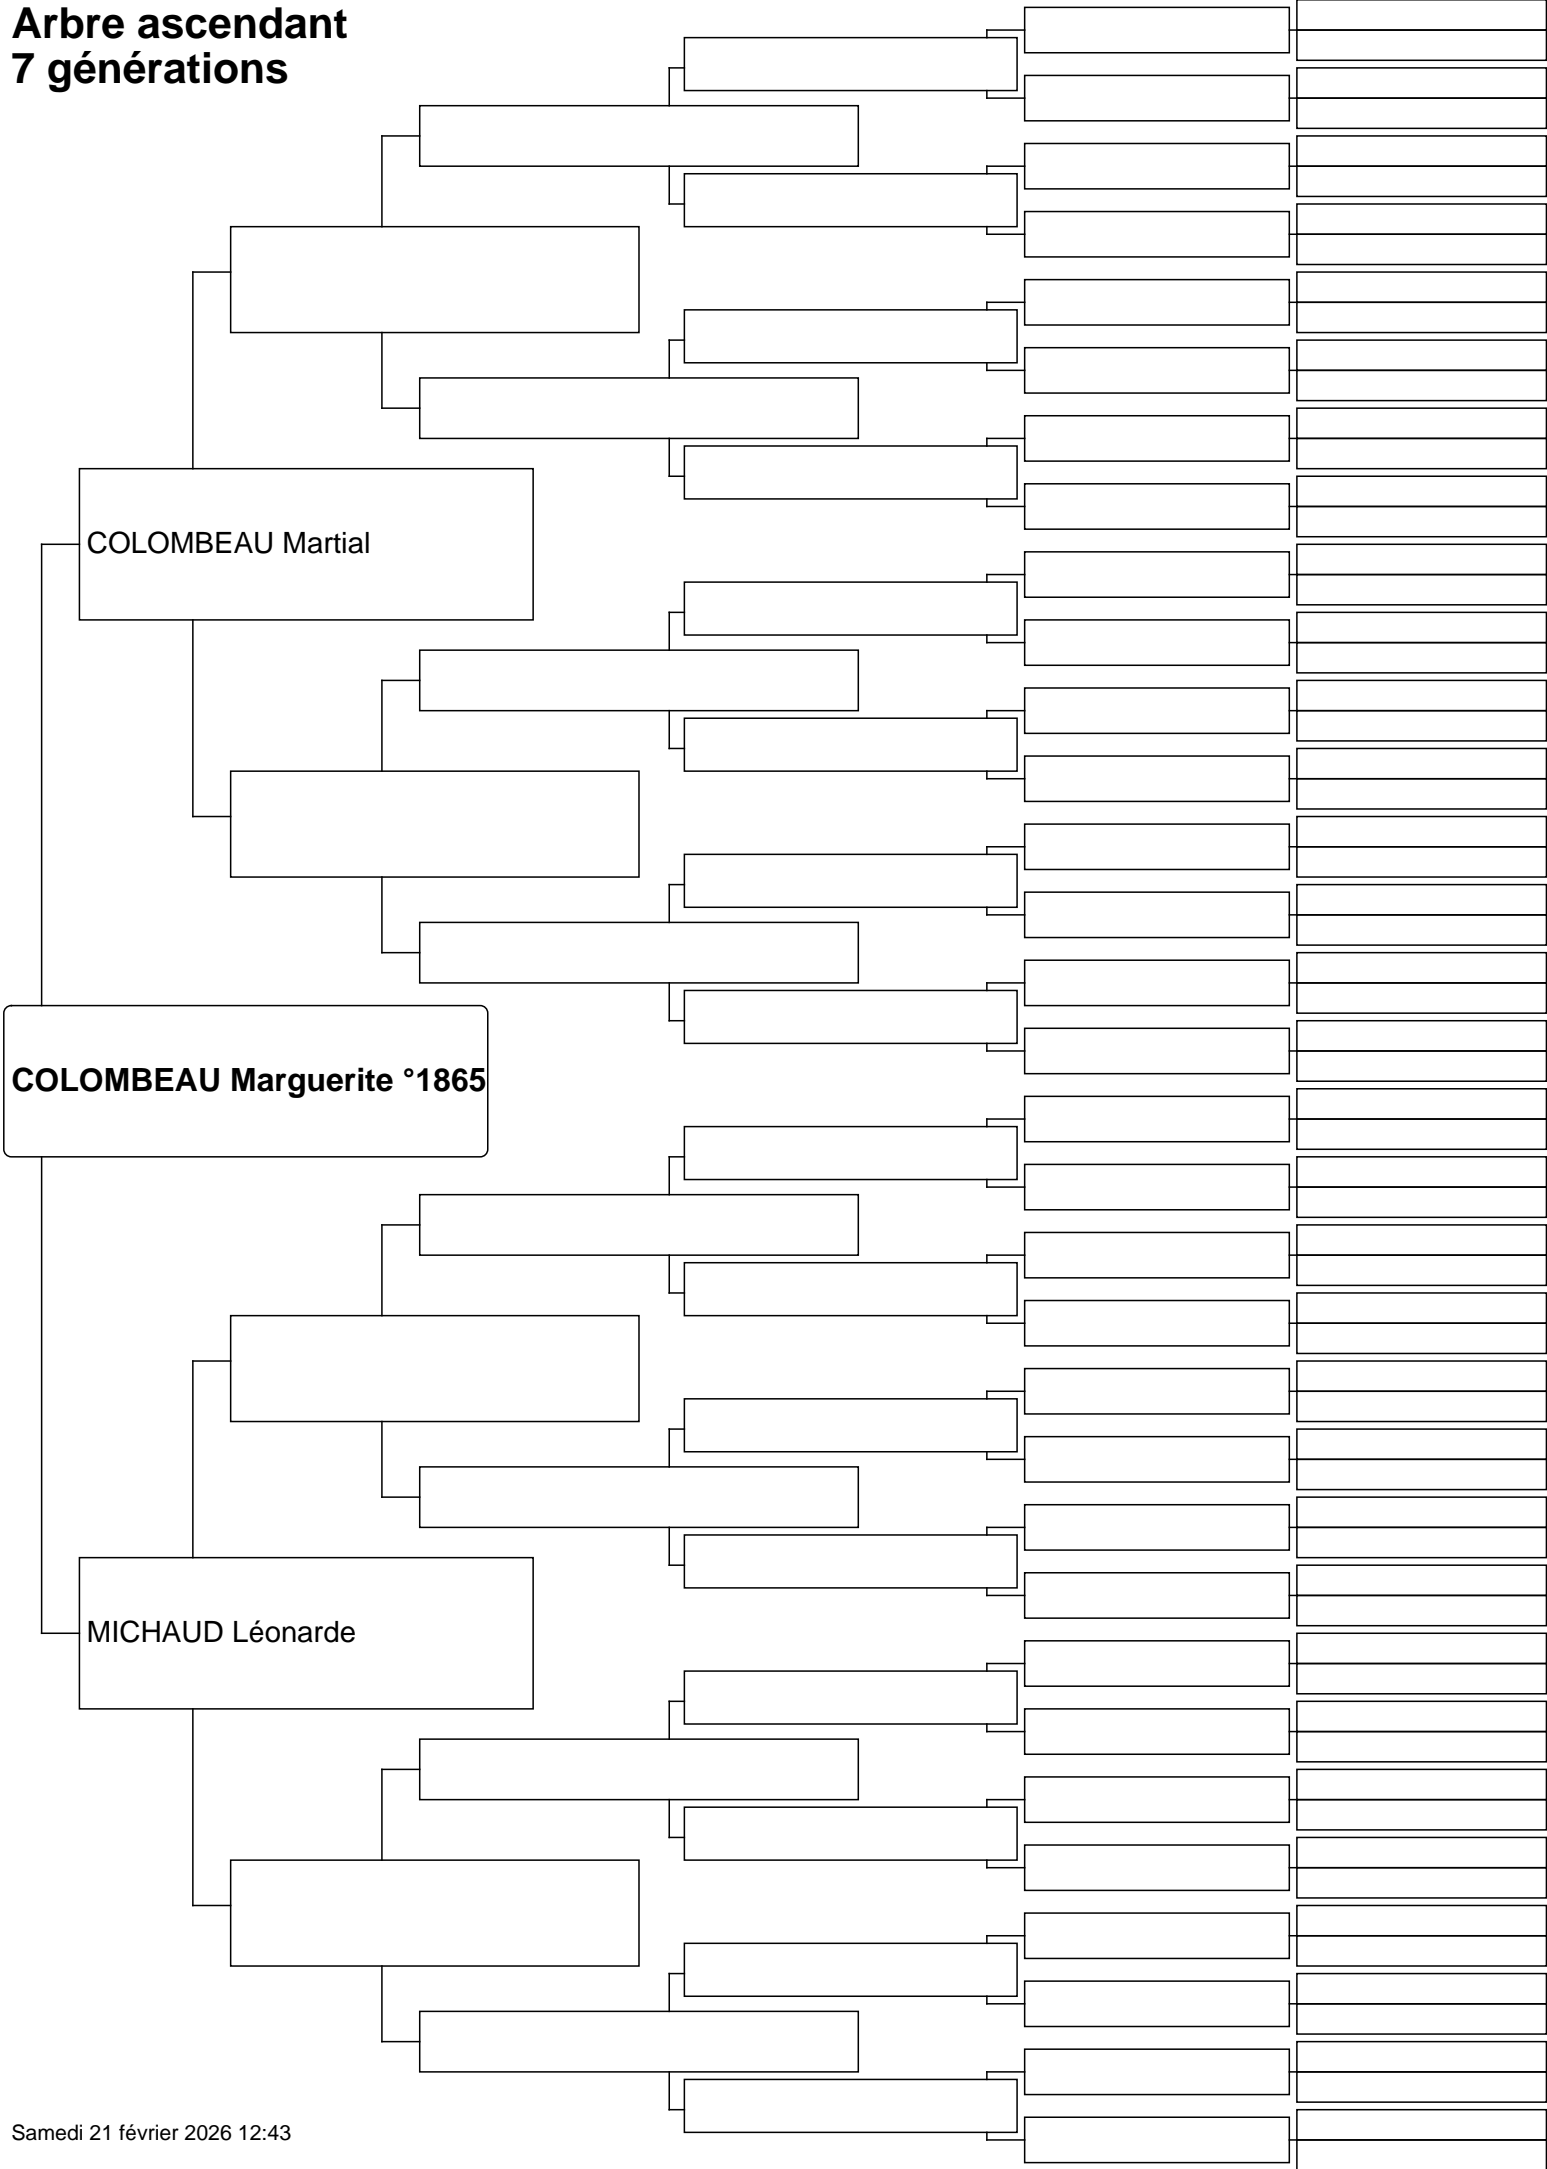 Arbre ascendant
7 générations
COLOMBEAU Martial
COLOMBEAU Marguerite °1865
MICHAUD Léonarde
Samedi 21 février 2026 12:43